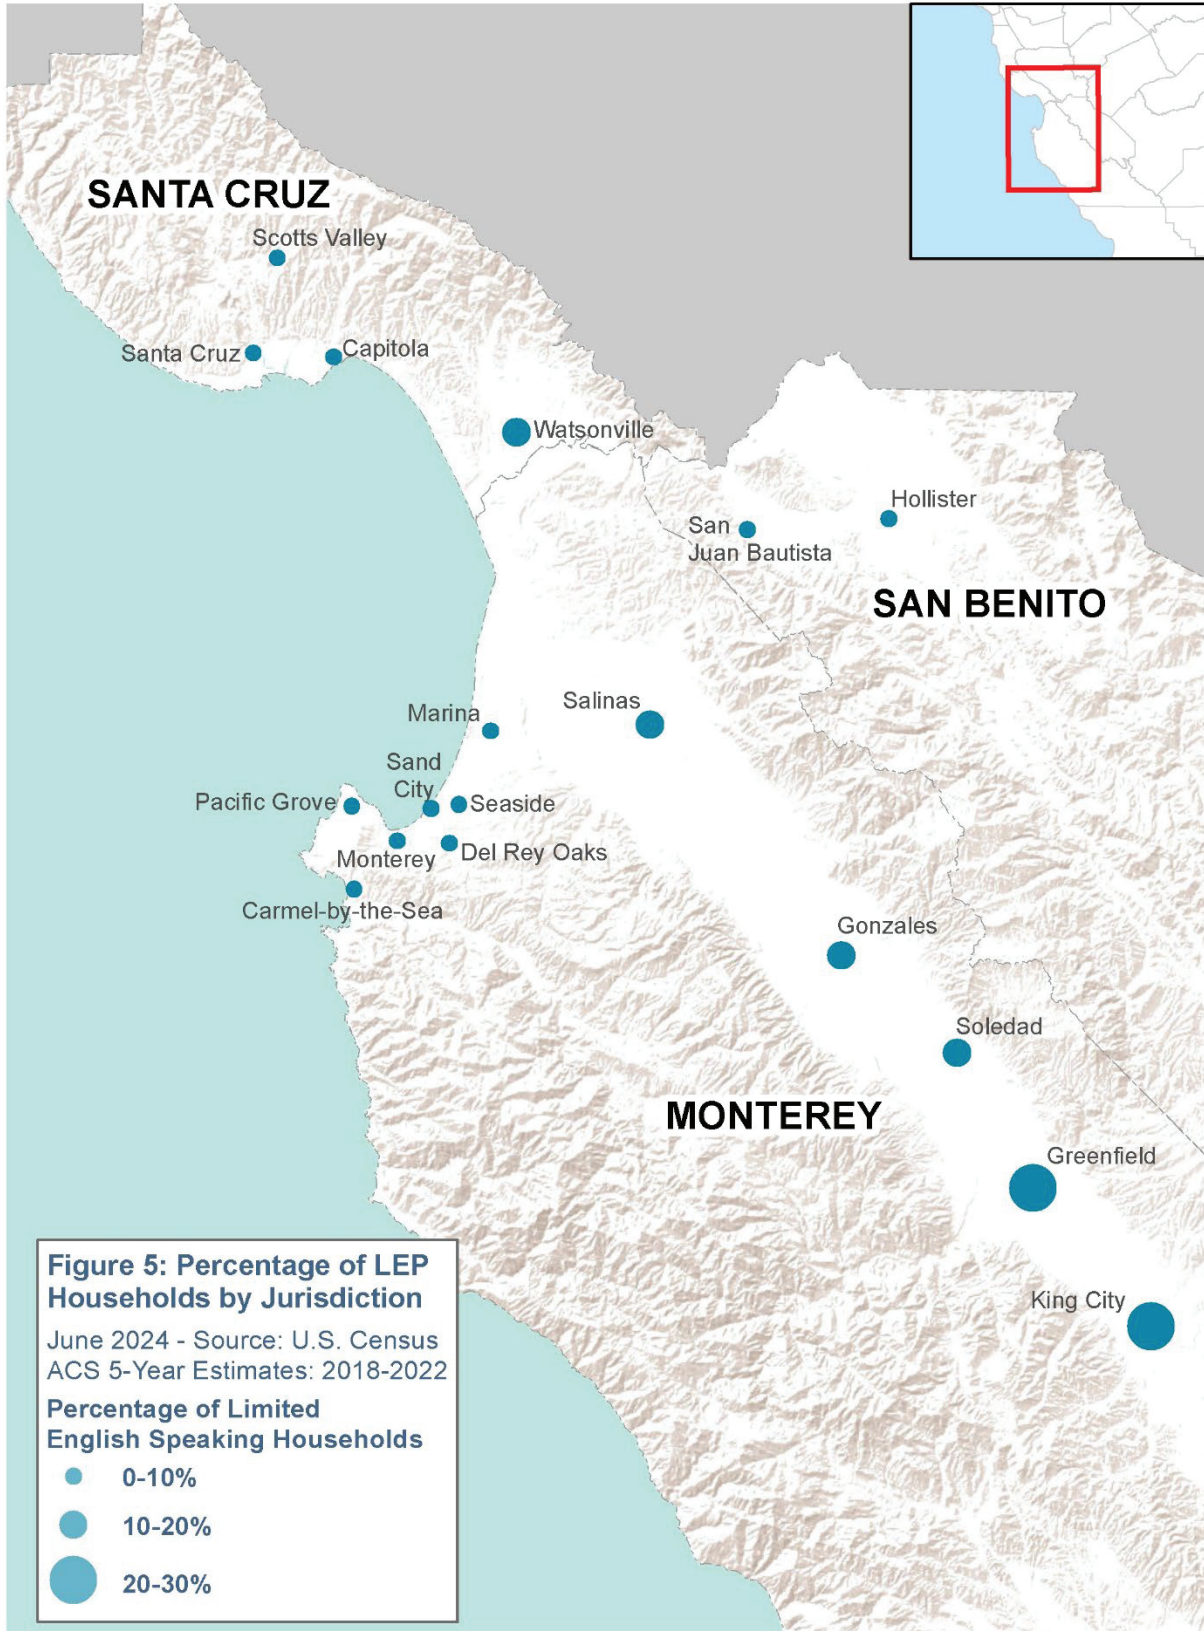 SANTA CRUZ
Scotts Valley
Santa Cruz
Capitola
Watsonville
Hollister
San
Juan Bautista
SAN BENITO
Salinas
Marina
Sand
City
Pacific Grove
Seaside
Monterey
Del Rey Oaks
Carmel-by-the-Sea
Gonzales
Soledad
MONTEREY
Greenfield
King City
Figure 5: Percentage of LEP
Households by Jurisdiction
June 2024 - Source: U.S. Census
ACS 5-Year Estimates: 2018-2022
Percentage of Limited
English Speaking Households
0-10%
10-20%
20-30%